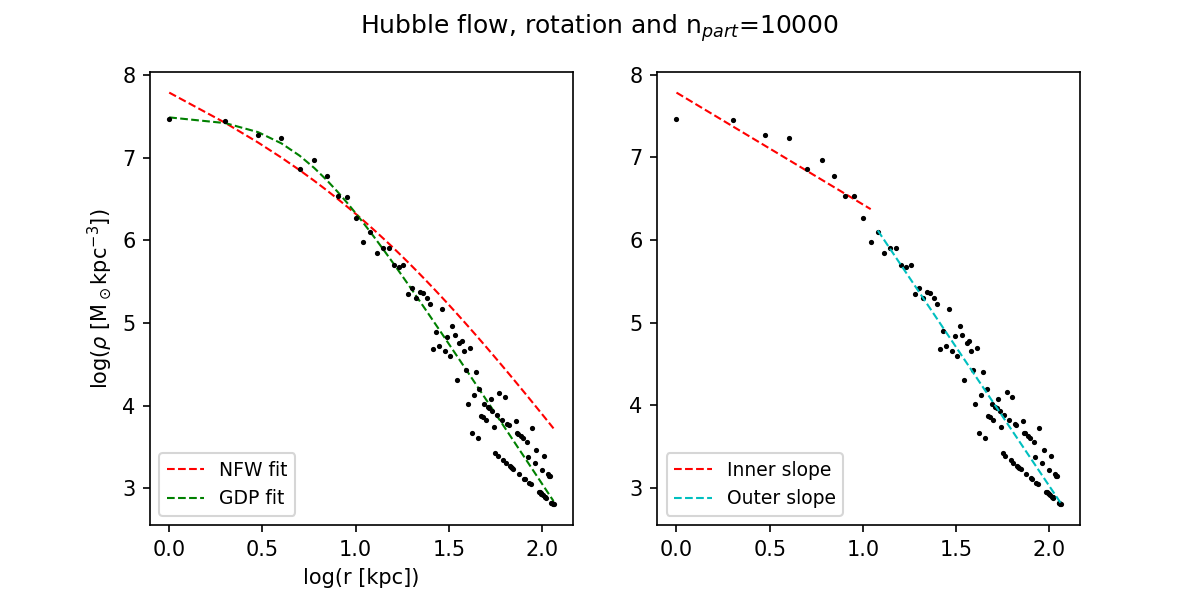 Hubble flow, rotation and n_part=10000
8
7
6
5
4
3
log(ρ [M_⊙kpc⁻³])
0.0 0.5 1.0 1.5 2.0
log(r [kpc])
NFW fit
GDP fit
8
7
6
5
4
3
0.0 0.5 1.0 1.5 2.0
Inner slope
Outer slope